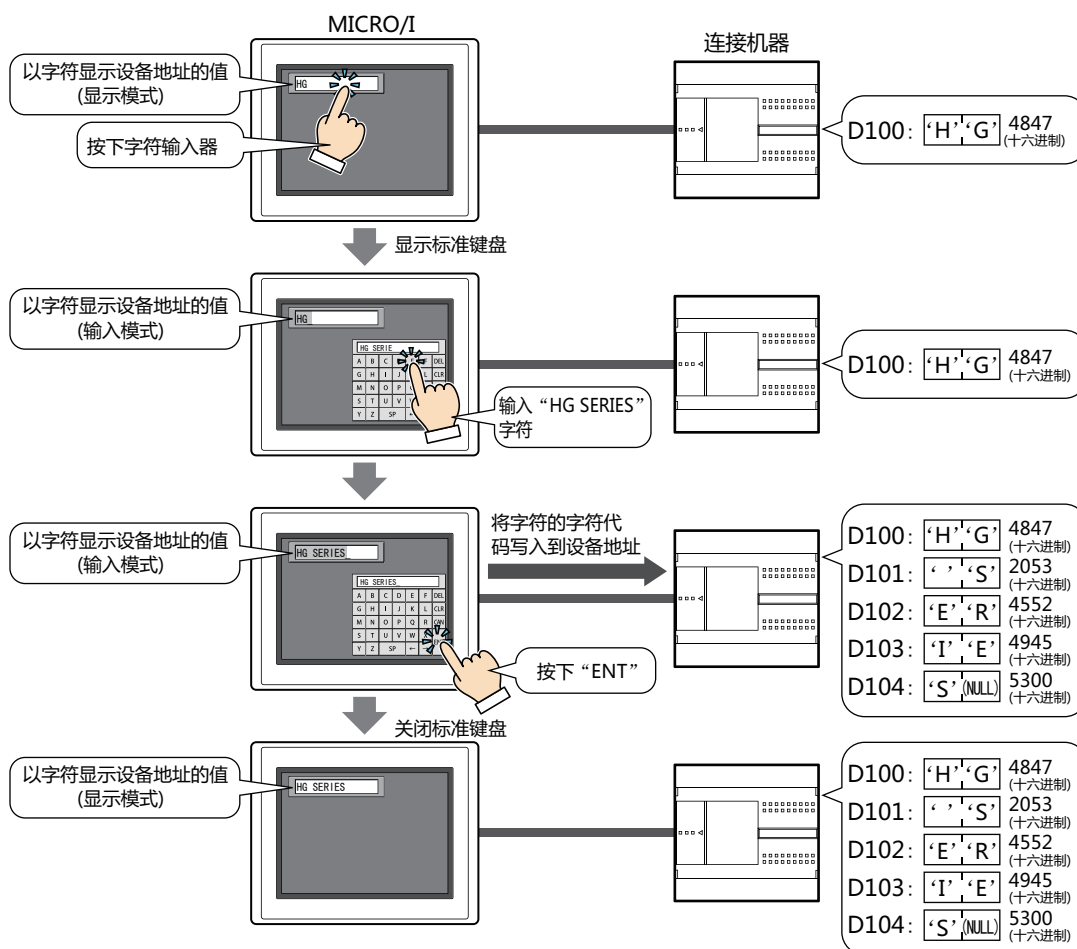 MICRO/I
连接机器
以字符显示设备地址的值
(显示模式)
HG
按下字符输入器
D100: ‘H’ ‘G’ 4847
(十六进制)
显示标准键盘
以字符显示设备地址的值
(输入模式)
HG_
HG SERIE
A B C F DEL
G H I J L CLR
M N O P
S T U V
Y Z SP ←
输入“HG SERIES”
字符
D100: ‘H’ ‘G’ 4847
(十六进制)
以字符显示设备地址的值
(输入模式)
HG SERIES
HG SERIES_
A B C D E F DEL
G H I J K L CLR
M N O P Q R CAN
S T U V W
Y Z SP ←
按下“ENT”
将字符的字符代
码写入到设备地址
D100: ‘H’ ‘G’ 4847
(十六进制)
D101: ‘ ’ ‘S’ 2053
(十六进制)
D102: ‘E’ ‘R’ 4552
(十六进制)
D103: ‘I’ ‘E’ 4945
(十六进制)
D104: ‘S’ (NULL) 5300
(十六进制)
关闭标准键盘
以字符显示设备地址的值
(显示模式)
HG SERIES
D100: ‘H’ ‘G’ 4847
(十六进制)
D101: ‘ ’ ‘S’ 2053
(十六进制)
D102: ‘E’ ‘R’ 4552
(十六进制)
D103: ‘I’ ‘E’ 4945
(十六进制)
D104: ‘S’ (NULL) 5300
(十六进制)